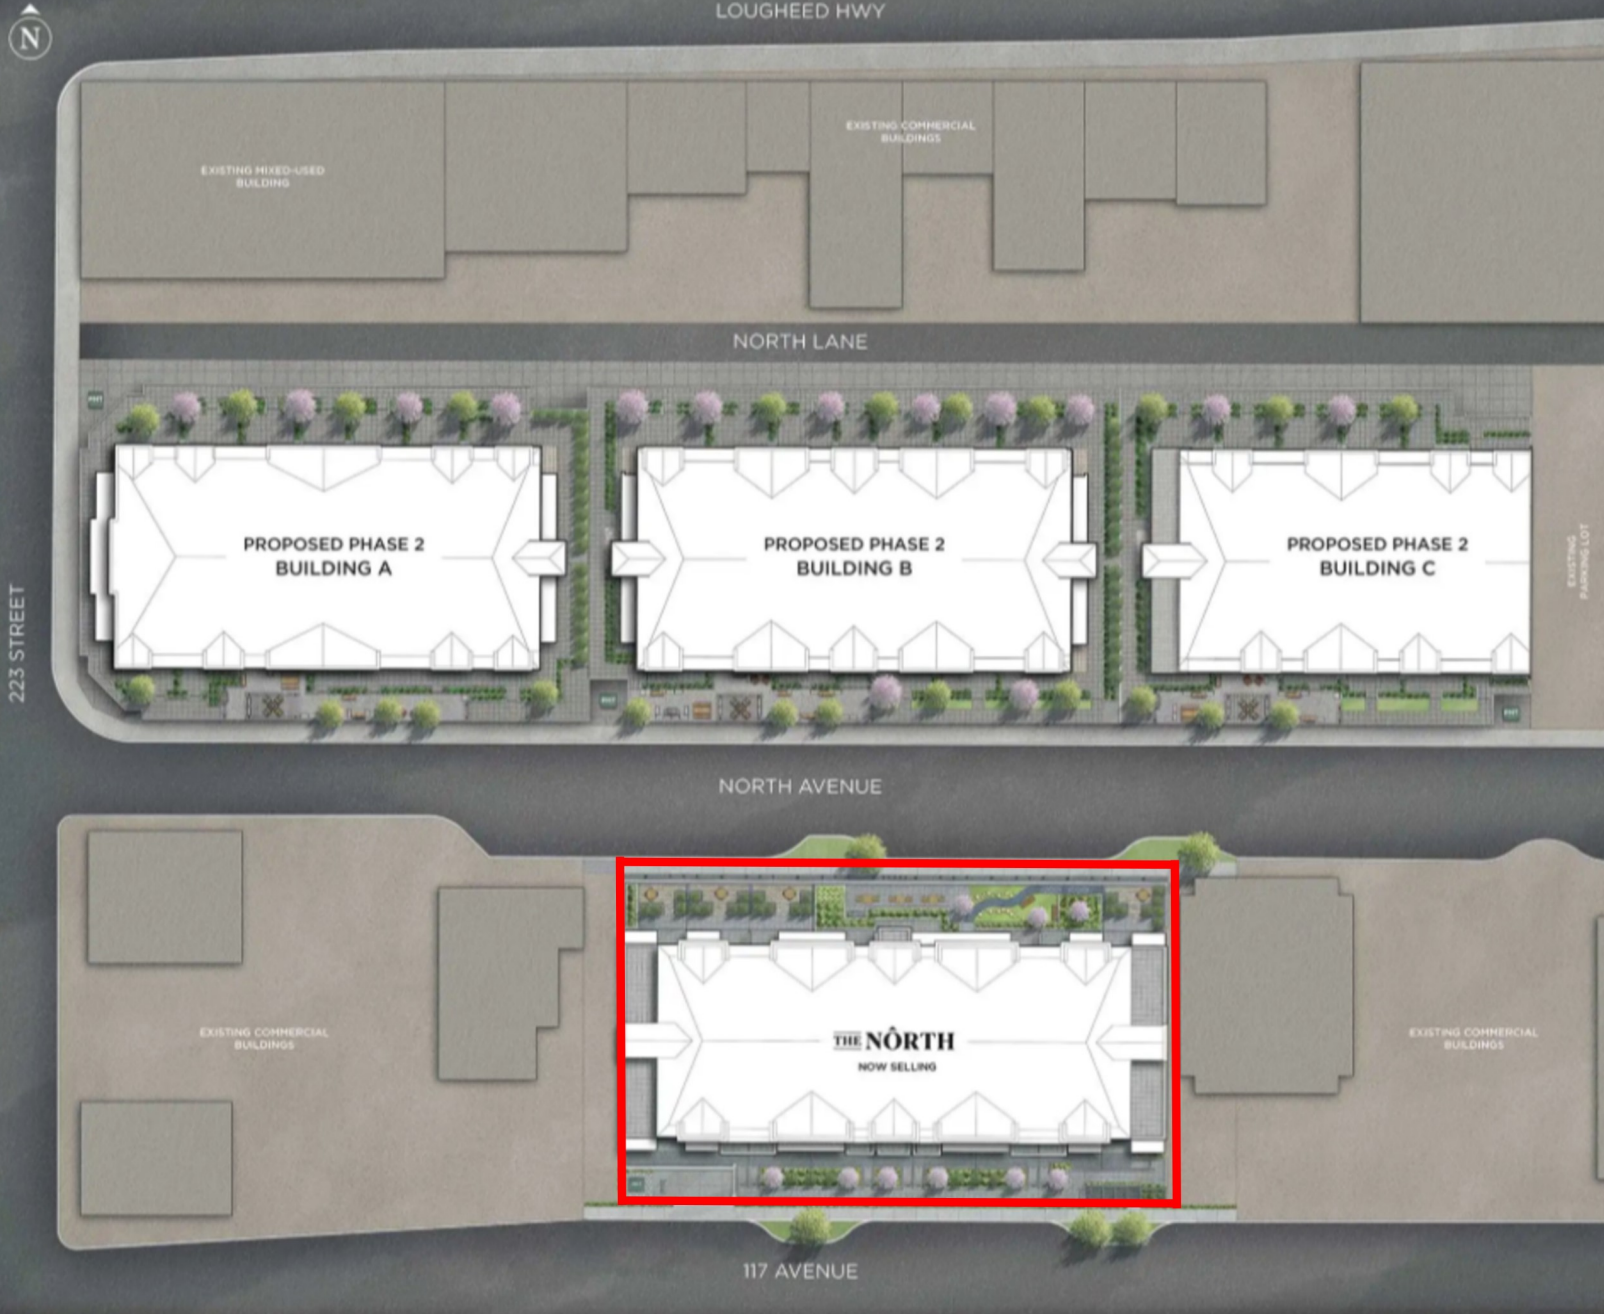 LOUGHEED HWY
N
EXISTING MIXED-USED
BUILDING
EXISTING COMMERCIAL
BUILDINGS
NORTH LANE
PROPOSED PHASE 2
BUILDING A
PROPOSED PHASE 2
BUILDING B
PROPOSED PHASE 2
BUILDING C
EXISTING
PARKING LOT
223 STREET
NORTH AVENUE
EXISTING COMMERCIAL
BUILDINGS
THE NÔRTH
NOW SELLING
EXISTING COMMERCIAL
BUILDINGS
117 AVENUE